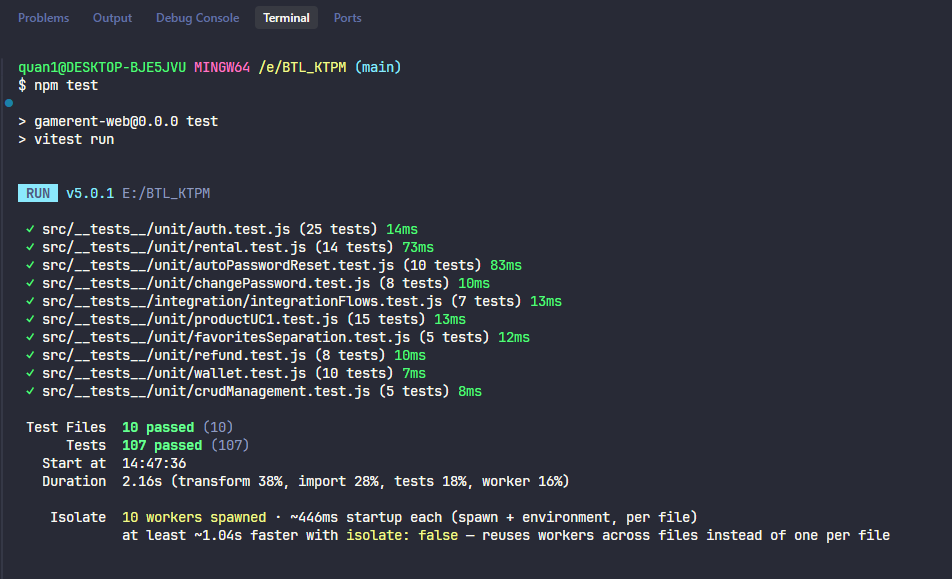 Problems Output Debug Console Terminal Ports
quan1@DESKTOP-BJE5JVU MINGW64 /e/BTL_KTPM (main)
$ npm test
> gamerent-web@0.0.0 test
> vitest run
RUN v5.0.1 E:/BTL_KTPM
✓ src/__tests__/unit/auth.test.js (25 tests) 14ms
✓ src/__tests__/unit/rental.test.js (14 tests) 73ms
✓ src/__tests__/unit/autoPasswordReset.test.js (10 tests) 83ms
✓ src/__tests__/unit/changePassword.test.js (8 tests) 10ms
✓ src/__tests__/integration/integrationFlows.test.js (7 tests) 13ms
✓ src/__tests__/unit/productUC1.test.js (15 tests) 13ms
✓ src/__tests__/unit/favoritesSeparation.test.js (5 tests) 12ms
✓ src/__tests__/unit/refund.test.js (8 tests) 10ms
✓ src/__tests__/unit/wallet.test.js (10 tests) 7ms
✓ src/__tests__/unit/crudManagement.test.js (5 tests) 8ms
Test Files 10 passed (10)
Tests 107 passed (107)
Start at 14:47:36
Duration 2.16s (transform 38%, import 28%, tests 18%, worker 16%)
Isolate 10 workers spawned · ~446ms startup each (spawn + environment, per file)
at least ~1.04s faster with isolate: false — reuses workers across files instead of one per file